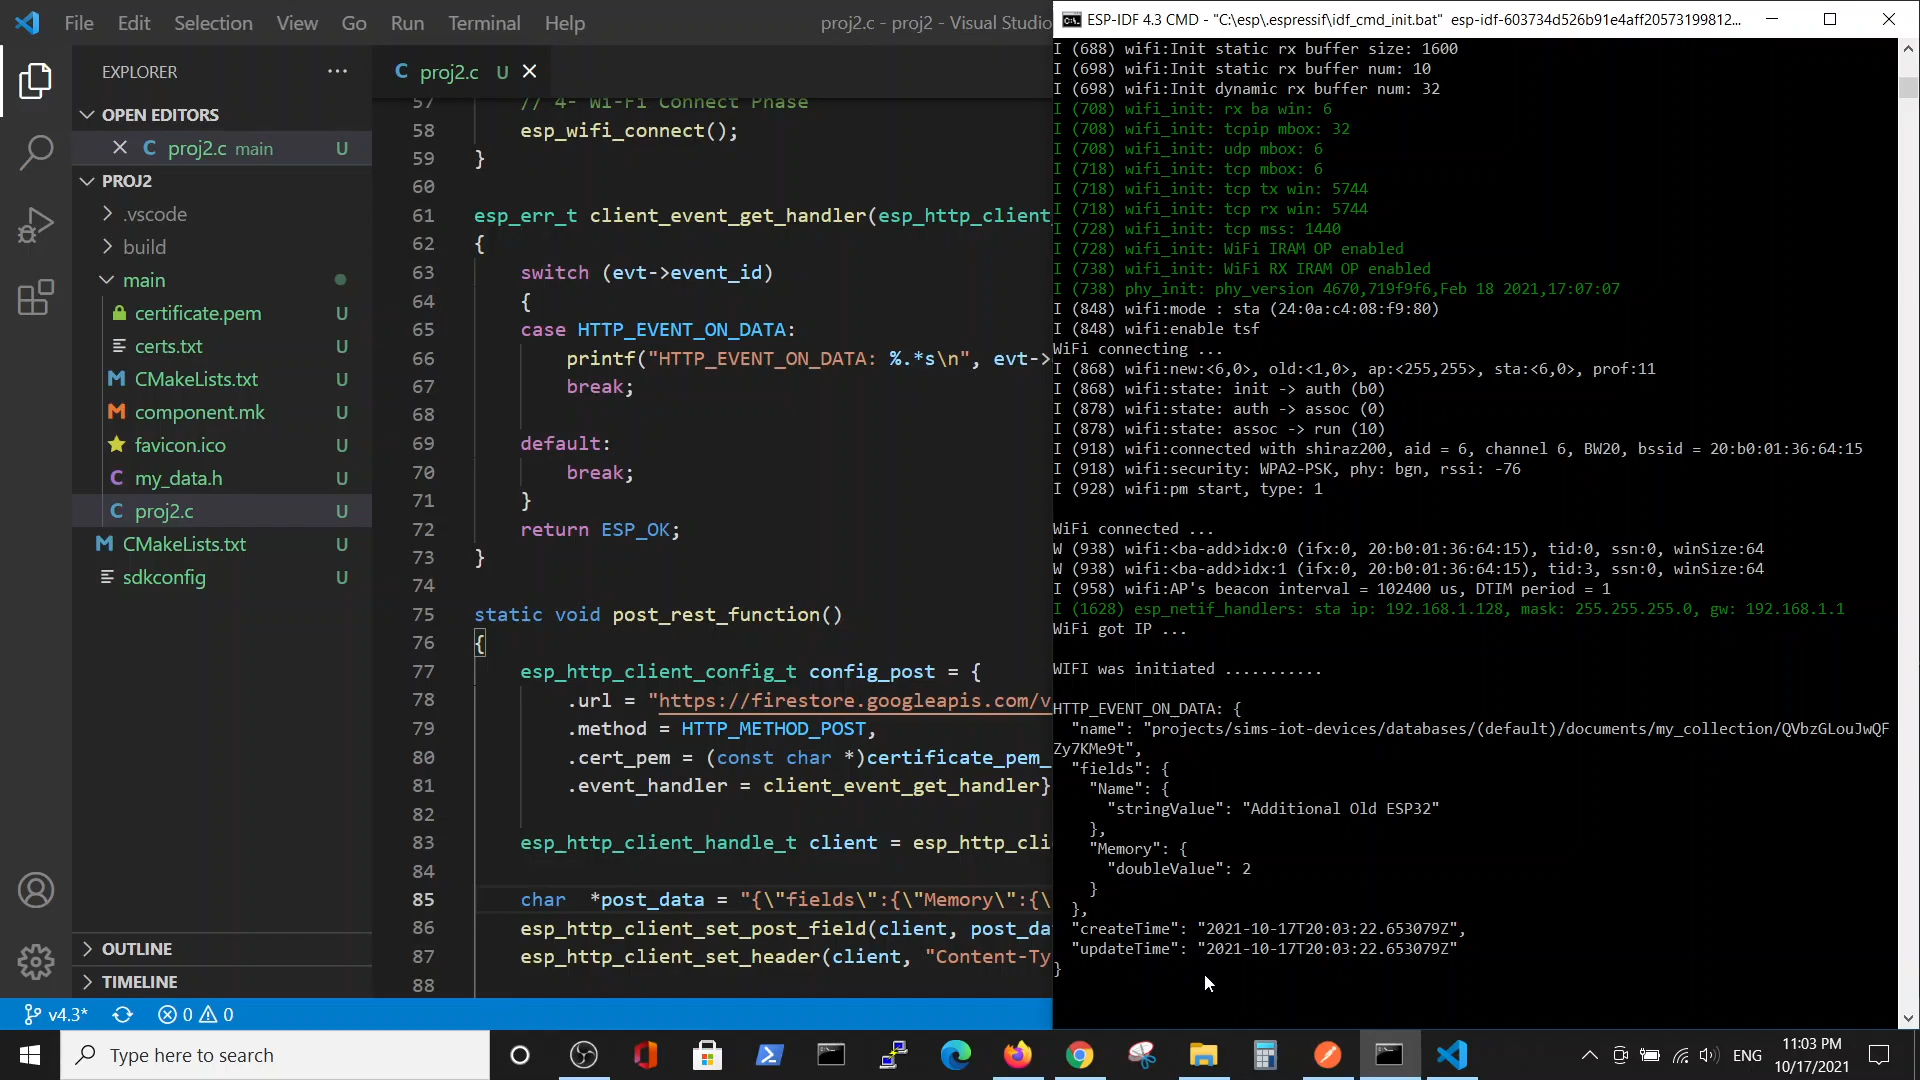 File Edit Selection View Go Run Terminal Help
proj2.c - proj2 - Visual Studio
EXPLORER
OPEN EDITORS
proj2.c main U
PROJ2
.vscode
build
main
certificate.pem U
certs.txt U
CMakeLists.txt U
component.mk U
favicon.ico U
my_data.h U
proj2.c U
CMakeLists.txt U
sdkconfig U
OUTLINE
TIMELINE
C proj2.c U
57 // 4- Wi-Fi Connect Phase
58 esp_wifi_connect();
59 }
60
61 esp_err_t client_event_get_handler(esp_http_client
62 {
63 switch (evt->event_id)
64 {
65 case HTTP_EVENT_ON_DATA:
66 printf("HTTP_EVENT_ON_DATA: %.*s\n", evt->
67 break;
68
69 default:
70 break;
71 }
72 return ESP_OK;
73 }
74
75 static void post_rest_function()
76 {
77 esp_http_client_config_t config_post = {
78 .url = "https://firestore.googleapis.com/v
79 .method = HTTP_METHOD_POST,
80 .cert_pem = (const char *)certificate_pem_
81 .event_handler = client_event_get_handler}
82
83 esp_http_client_handle_t client = esp_http_cli
84
85 char  *post_data = "{\"fields\":{\"Memory\":{\
86 esp_http_client_set_post_field(client, post_da
87 esp_http_client_set_header(client, "Content-Ty
88
ESP-IDF 4.3 CMD - "C:\esp\.espressif\idf_cmd_init.bat" esp-idf-603734d526b91e4aff20573199812...
I (688) wifi:Init static rx buffer size: 1600
I (698) wifi:Init static rx buffer num: 10
I (698) wifi:Init dynamic rx buffer num: 32
I (708) wifi_init: rx ba win: 6
I (708) wifi_init: tcpip mbox: 32
I (708) wifi_init: udp mbox: 6
I (718) wifi_init: tcp mbox: 6
I (718) wifi_init: tcp tx win: 5744
I (718) wifi_init: tcp rx win: 5744
I (728) wifi_init: tcp mss: 1440
I (728) wifi_init: WiFi IRAM OP enabled
I (738) wifi_init: WiFi RX IRAM OP enabled
I (738) phy_init: phy_version 4670,719f9f6,Feb 18 2021,17:07:07
I (848) wifi:mode : sta (24:0a:c4:08:f9:80)
I (848) wifi:enable tsf
WiFi connecting ...
I (868) wifi:new:<6,0>, old:<1,0>, ap:<255,255>, sta:<6,0>, prof:11
I (868) wifi:state: init -> auth (b0)
I (878) wifi:state: auth -> assoc (0)
I (878) wifi:state: assoc -> run (10)
I (918) wifi:connected with shiraz200, aid = 6, channel 6, BW20, bssid = 20:b0:01:36:64:15
I (918) wifi:security: WPA2-PSK, phy: bgn, rssi: -76
I (928) wifi:pm start, type: 1
WiFi connected ...
W (938) wifi:<ba-add>idx:0 (ifx:0, 20:b0:01:36:64:15), tid:0, ssn:0, winSize:64
W (938) wifi:<ba-add>idx:1 (ifx:0, 20:b0:01:36:64:15), tid:3, ssn:0, winSize:64
I (958) wifi:AP's beacon interval = 102400 us, DTIM period = 1
I (1628) esp_netif_handlers: sta ip: 192.168.1.128, mask: 255.255.255.0, gw: 192.168.1.1
WiFi got IP ...
WIFI was initiated ...........
HTTP_EVENT_ON_DATA: {
"name": "projects/sims-iot-devices/databases/(default)/documents/my_collection/QVbzGLouJwQF
Zy7KMe9t",
"fields": {
"Name": {
"stringValue": "Additional Old ESP32"
},
"Memory": {
"doubleValue": 2
}
},
"createTime": "2021-10-17T20:03:22.653079Z",
"updateTime": "2021-10-17T20:03:22.653079Z"
}
v4.3* 0 0
Type here to search
ENG
11:03 PM
10/17/2021